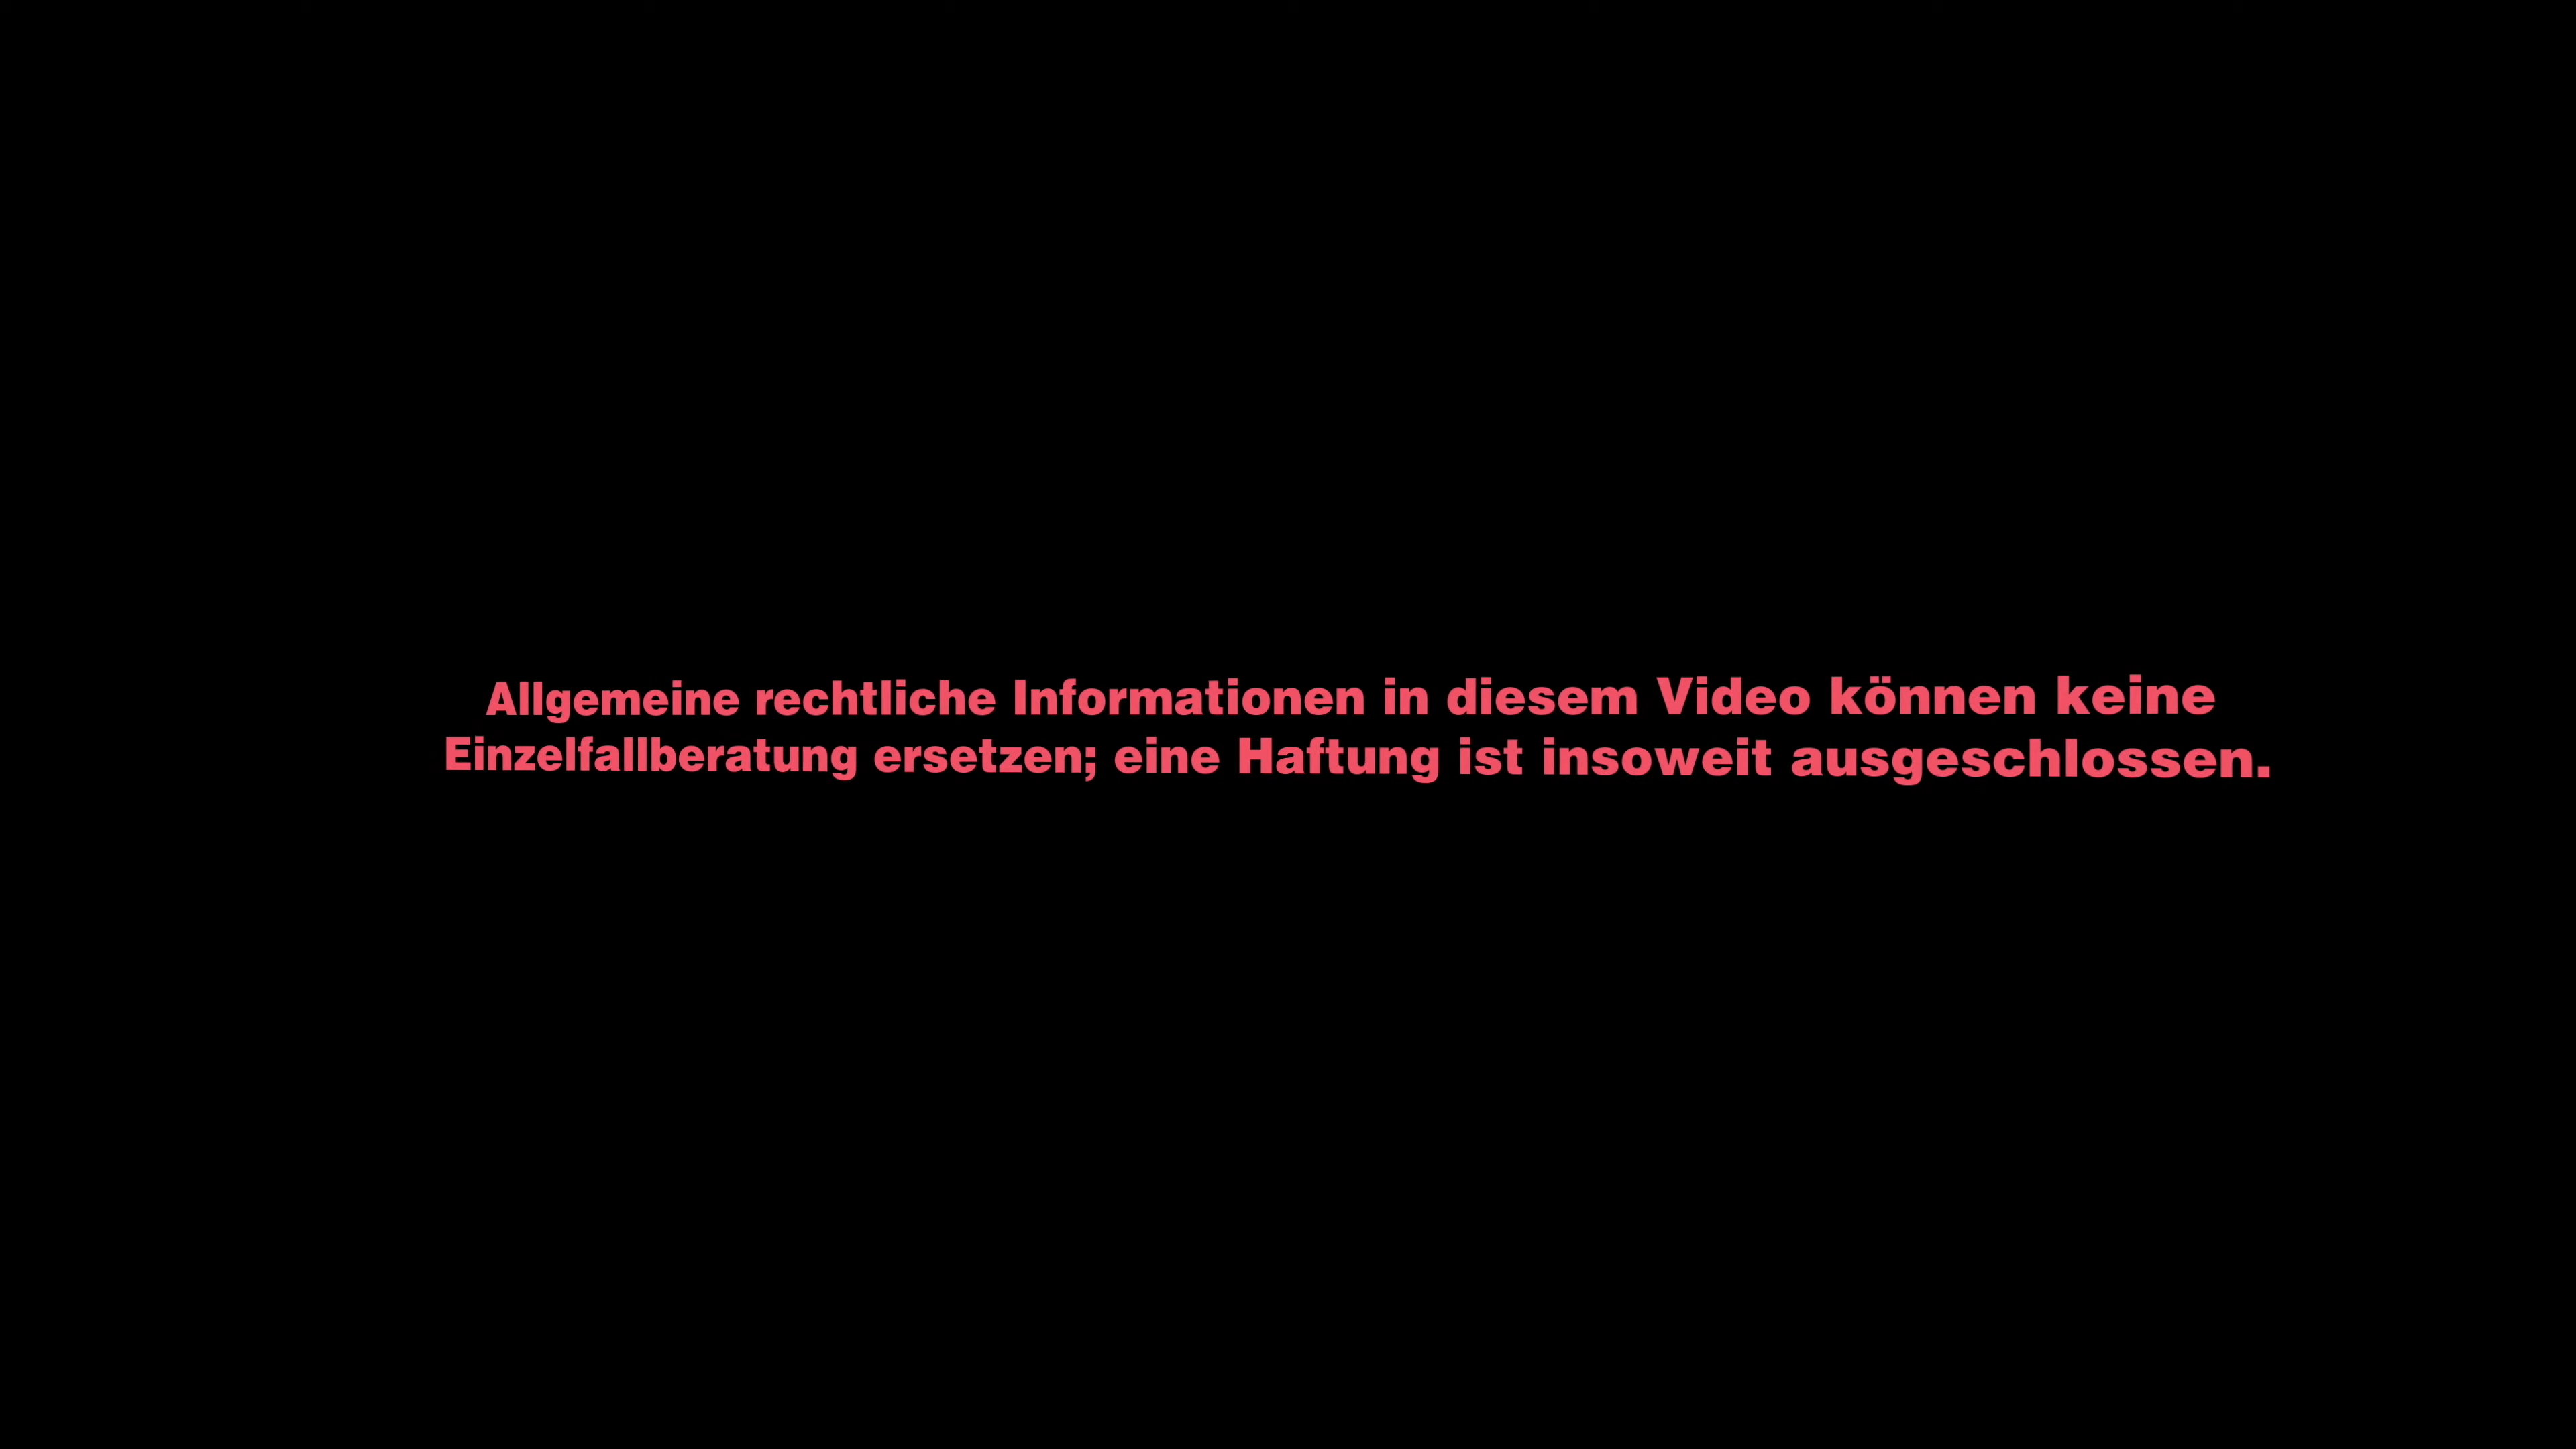 Allgemeine rechtliche Informationen in diesem Video können keine
Einzelfallberatung ersetzen; eine Haftung ist insoweit ausgeschlossen.